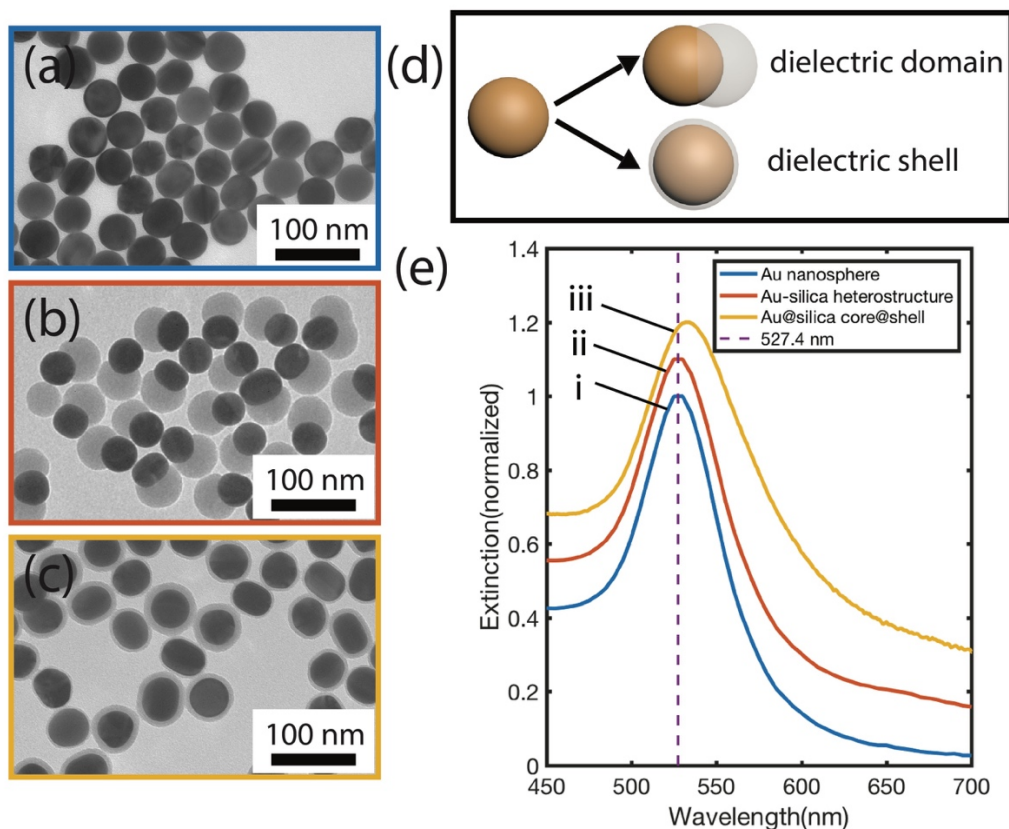 (a)
100 nm
(b)
100 nm
(c)
100 nm
(d)
dielectric domain
dielectric shell
(e)
1.4
1.2
1
0.8
0.6
0.4
0.2
0
Extinction(normalized)
Au nanosphere
Au-silica heterostructure
Au@silica core@shell
527.4 nm
iii
ii
i
450 500 550 600 650 700
Wavelength(nm)